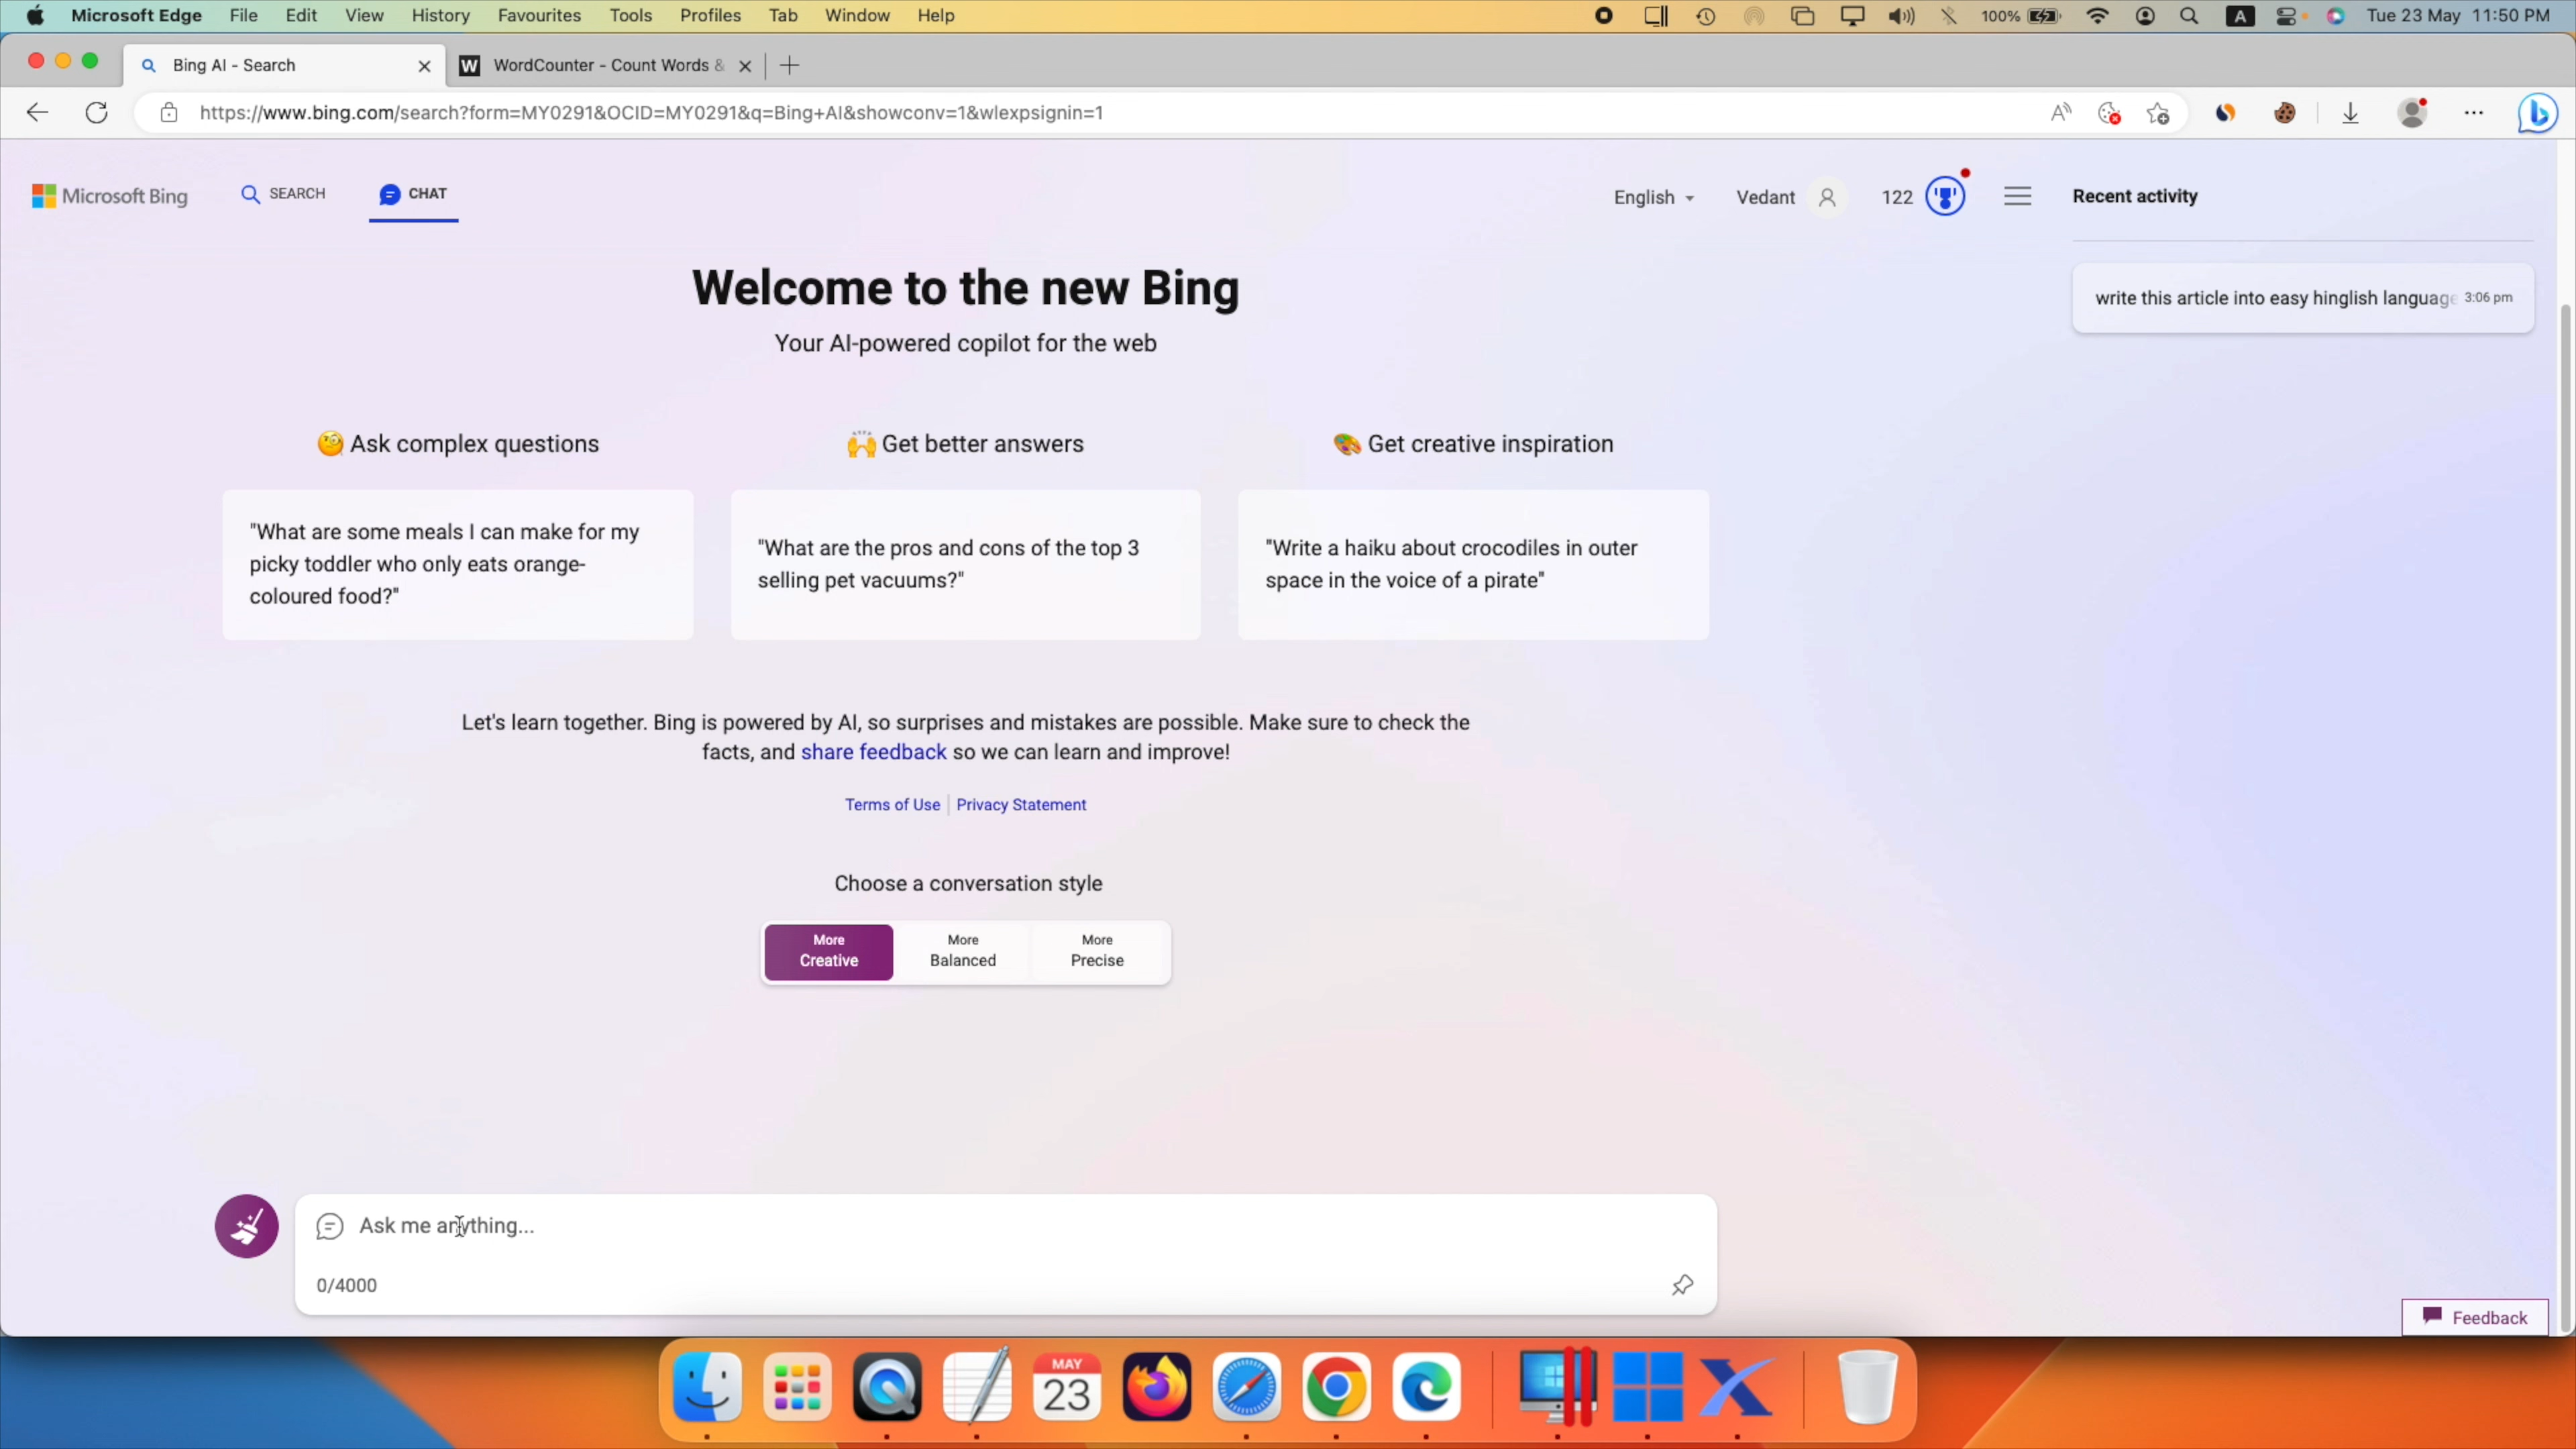 Microsoft Edge File Edit View History Favourites Tools Profiles Tab Window Help 100% A Tue 23 May 11:50 PM
Bing AI - Search W WordCounter - Count Words &
https://www.bing.com/search?form=MY0291&OCID=MY0291&q=Bing+AI&showconv=1&wlexpsignin=1
Microsoft Bing SEARCH CHAT English Vedant 122 Recent activity
write this article into easy hinglish language 3:06 pm
Welcome to the new Bing
Your AI-powered copilot for the web
Ask complex questions
"What are some meals I can make for my
picky toddler who only eats orange-
coloured food?"
Get better answers
"What are the pros and cons of the top 3
selling pet vacuums?"
Get creative inspiration
"Write a haiku about crocodiles in outer
space in the voice of a pirate"
Let's learn together. Bing is powered by AI, so surprises and mistakes are possible. Make sure to check the
facts, and share feedback so we can learn and improve!
Terms of Use Privacy Statement
Choose a conversation style
More Creative
More Balanced
More Precise
Ask me anything...
0/4000
Feedback
MAY
23